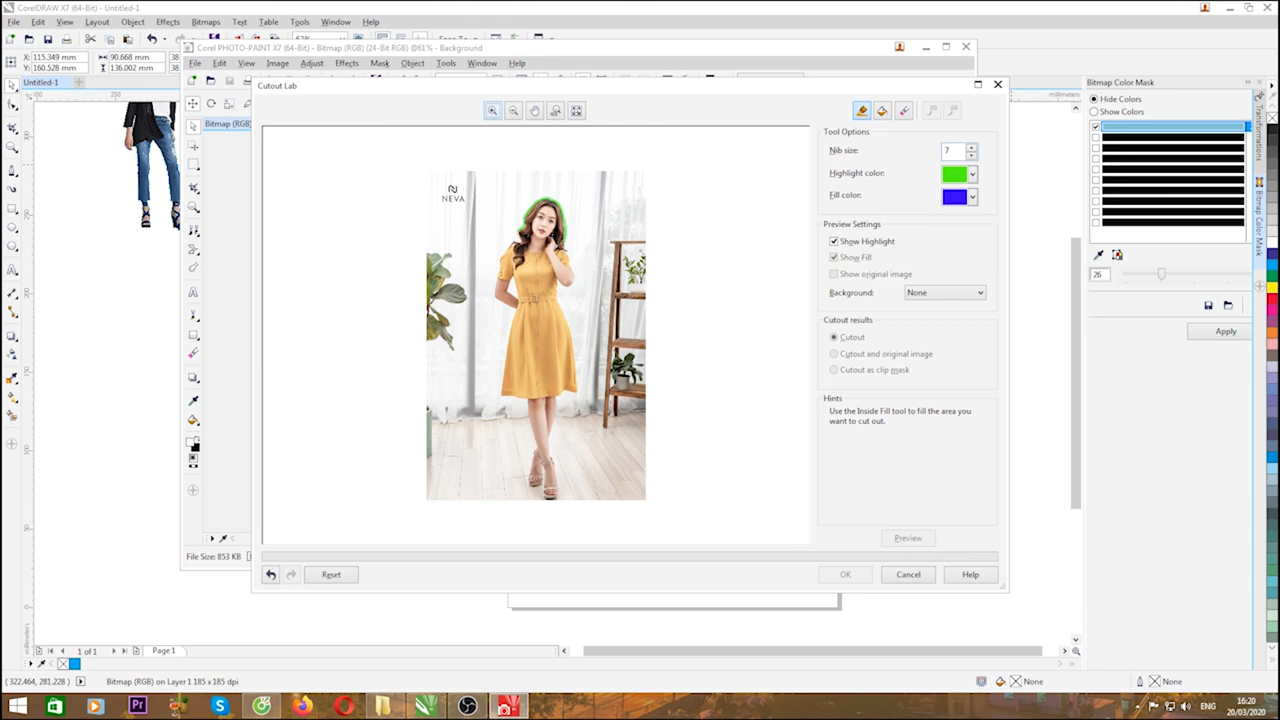 CorelDRAW X7 (64-Bit) - Untitled-1
File Edit View Layout Object Effects Bitmaps Text Table Tools Window Help
X: 115.349 mm
Y: 160.528 mm
90.668 mm
136.002 mm
Untitled-1
Corel PHOTO-PAINT X7 (64-Bit) - Bitmap (RGB) (24-Bit RGB) @61% - Background
File Edit View Image Adjust Effects Mask Object Tools Window Help
Bitmap (RGB)
File Size: 853 KB
Cutout Lab
NEVA
Tool Options
Nib size: 7
Highlight color:
Fill color:
Preview Settings
Show Highlight
Show Fill
Show original image
Background: None
Cutout results
Cutout
Cutout and original image
Cutout as clip mask
Hints
Use the Inside Fill tool to fill the area you
want to cut out.
Preview
Reset OK Cancel Help
millimeters
Bitmap Color Mask
Hide Colors
Show Colors
26
Apply
Transformations
Bitmap Color Mask
1 of 1 Page 1
( 322.464, 281.228 ) Bitmap (RGB) on Layer 1 185 x 185 dpi None None
ENG 16:20
20/03/2020